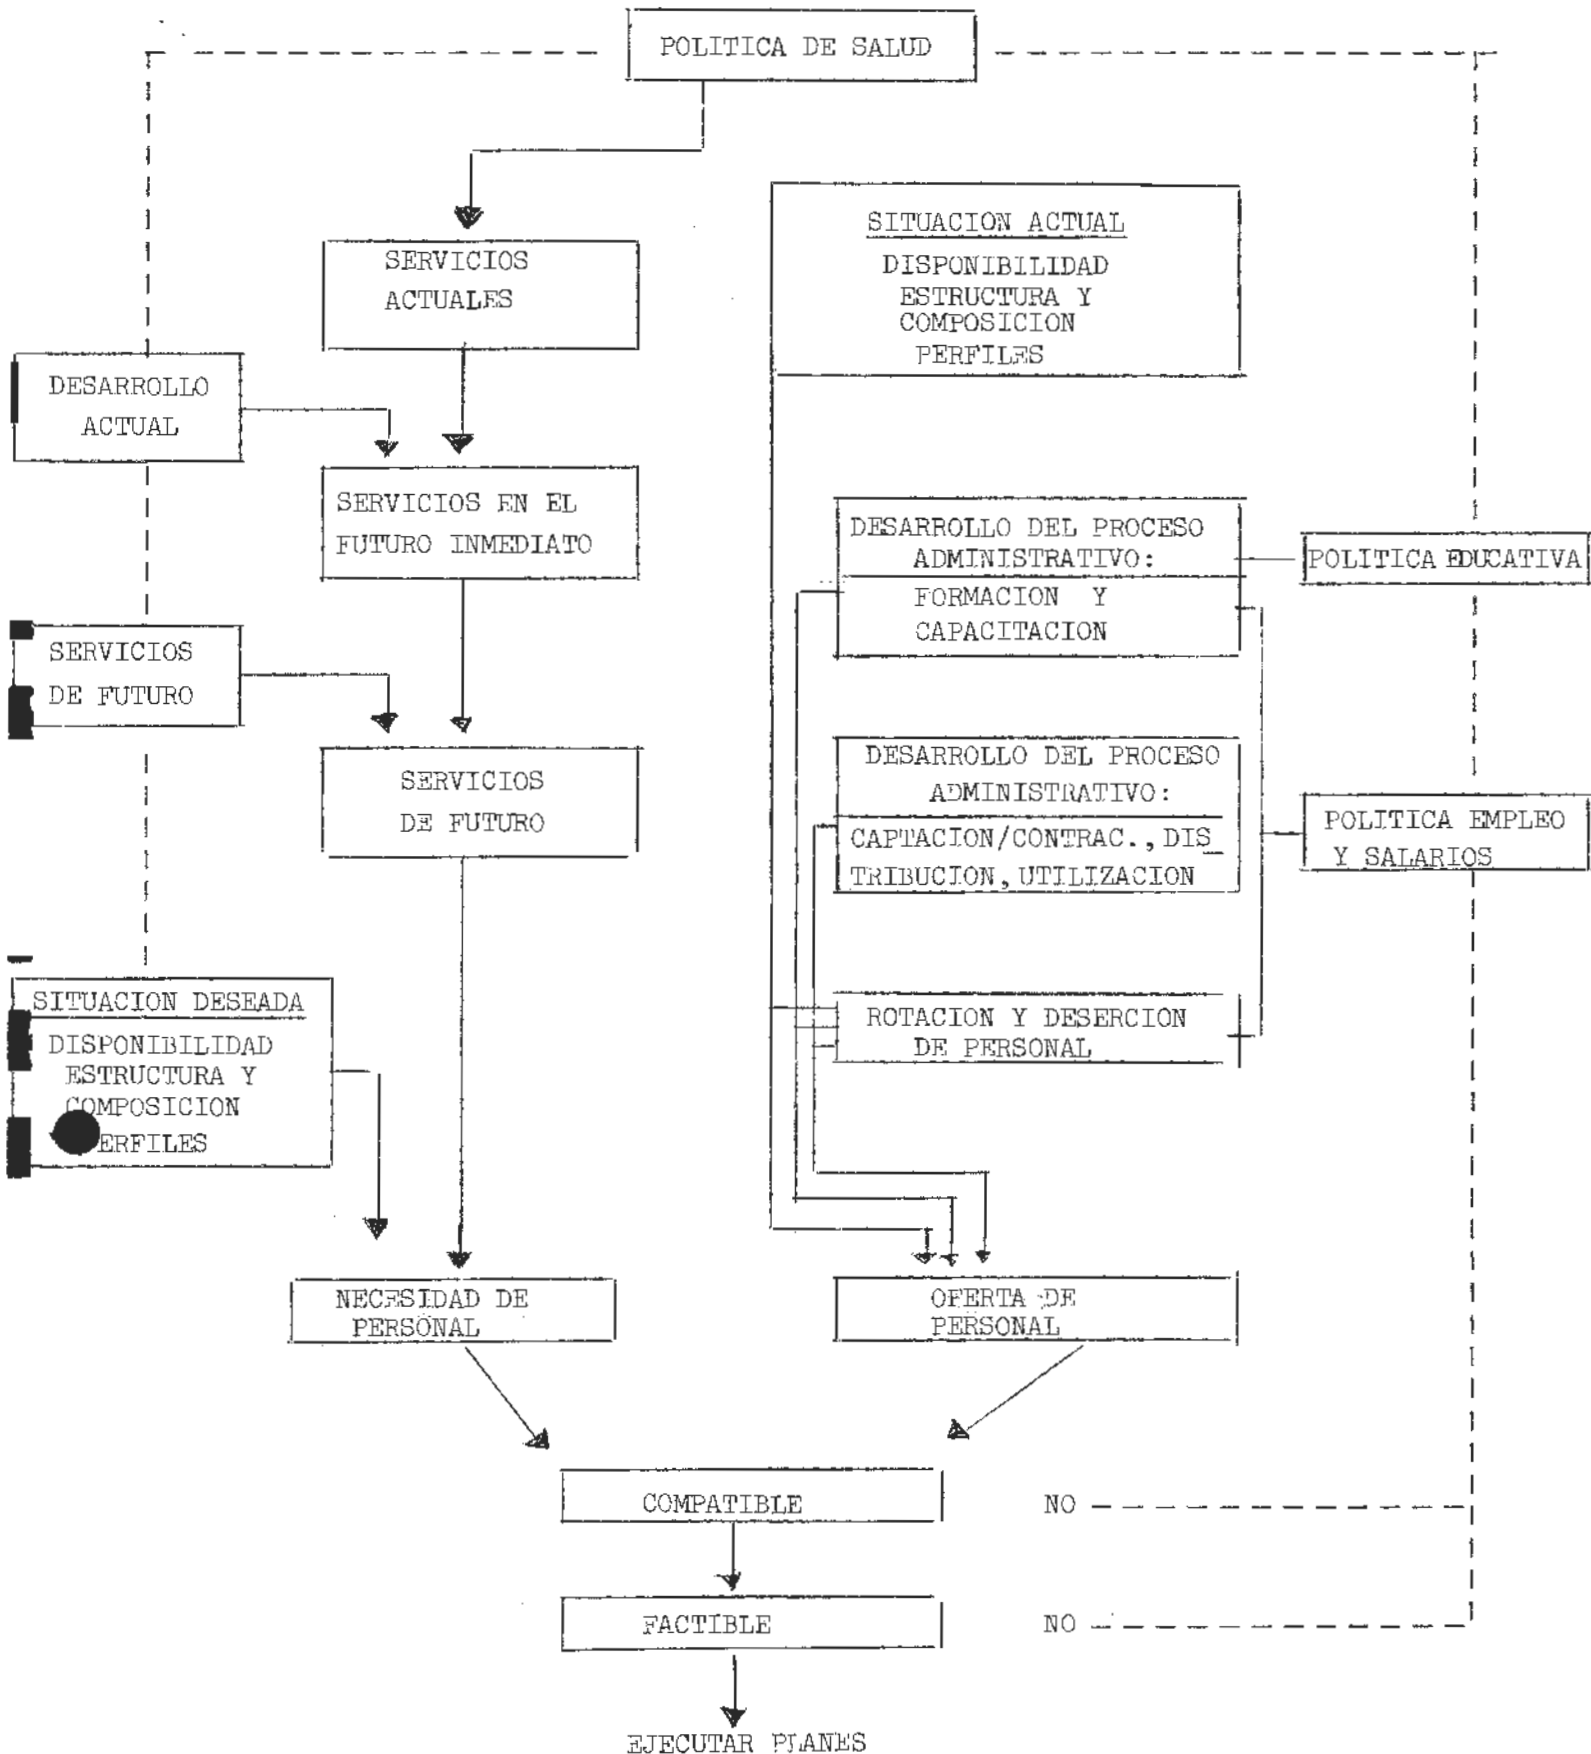 POLITICA DE SALUD
SERVICIOS
ACTUALES
SITUACION ACTUAL
DISPONIBILIDAD
ESTRUCTURA Y
COMPOSICION
PERFILES
DESARROLLO
ACTUAL
SERVICIOS EN EL
FUTURO INMEDIATO
DESARROLLO DEL PROCESO
ADMINISTRATIVO:
FORMACION Y
CAPACITACION
POLITICA EDUCATIVA
SERVICIOS
DE FUTURO
SERVICIOS
DE FUTURO
DESARROLLO DEL PROCESO
ADMINISTRATIVO:
CAPTACION/CONTRAC., DIS_
TRIBUCION, UTILIZACION
POLITICA EMPLEO
Y SALARIOS
SITUACION DESEADA
DISPONIBILIDAD
ESTRUCTURA Y
COMPOSICION
ERFILES
ROTACION Y DESERCION
DE PERSONAL
NECESIDAD DE
PERSONAL
OFERTA DE
PERSONAL
COMPATIBLE
NO
FACTIBLE
NO
EJECUTAR PLANES